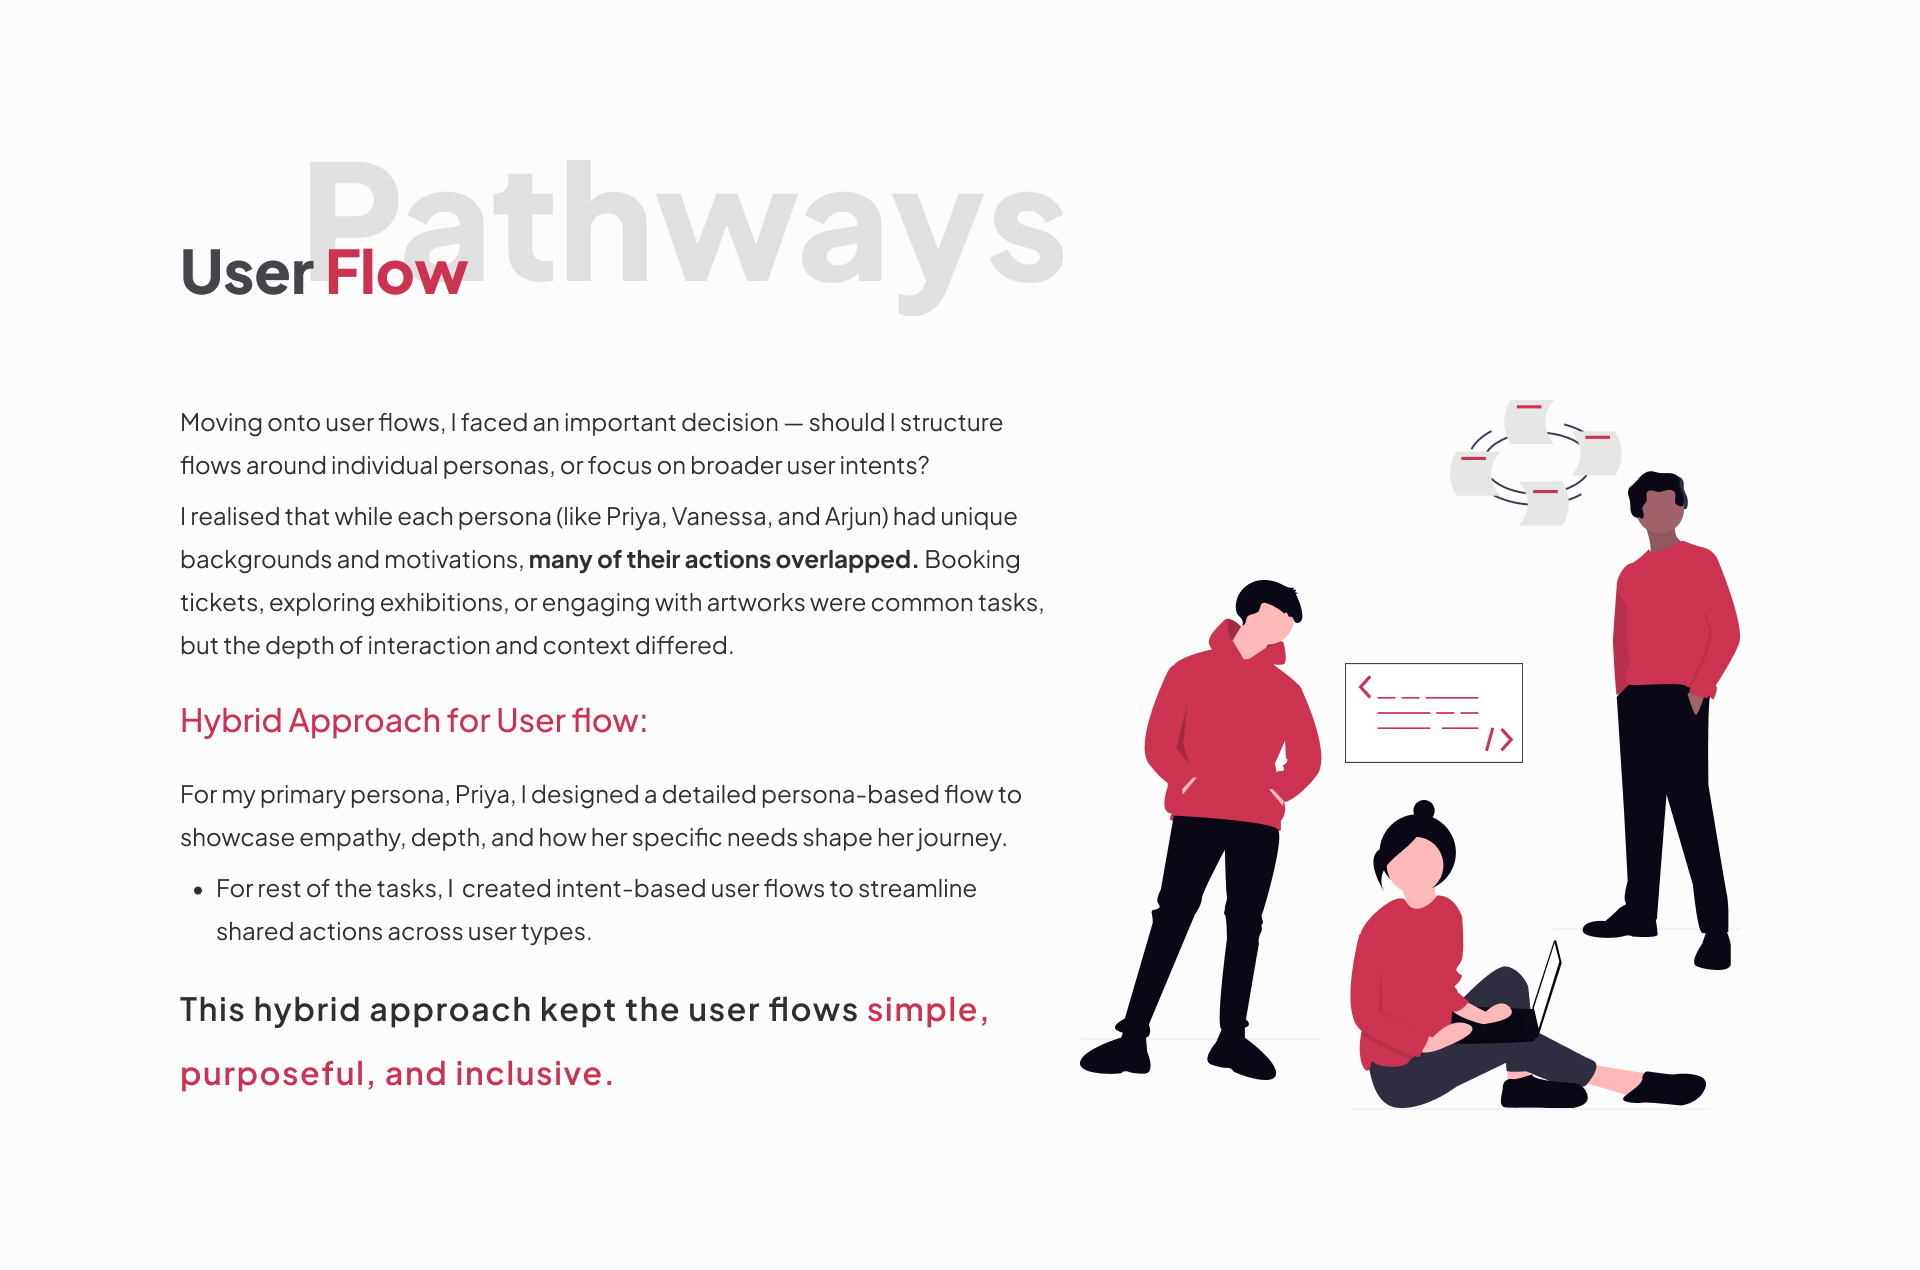 Pathways
User Flow
Moving onto user flows, I faced an important decision — should I structure
flows around individual personas, or focus on broader user intents?
I realised that while each persona (like Priya, Vanessa, and Arjun) had unique
backgrounds and motivations, many of their actions overlapped. Booking
tickets, exploring exhibitions, or engaging with artworks were common tasks,
but the depth of interaction and context differed.
Hybrid Approach for User flow:
For my primary persona, Priya, I designed a detailed persona-based flow to
showcase empathy, depth, and how her specific needs shape her journey.
• For rest of the tasks, I created intent-based user flows to streamline
shared actions across user types.
This hybrid approach kept the user flows simple,
purposeful, and inclusive.